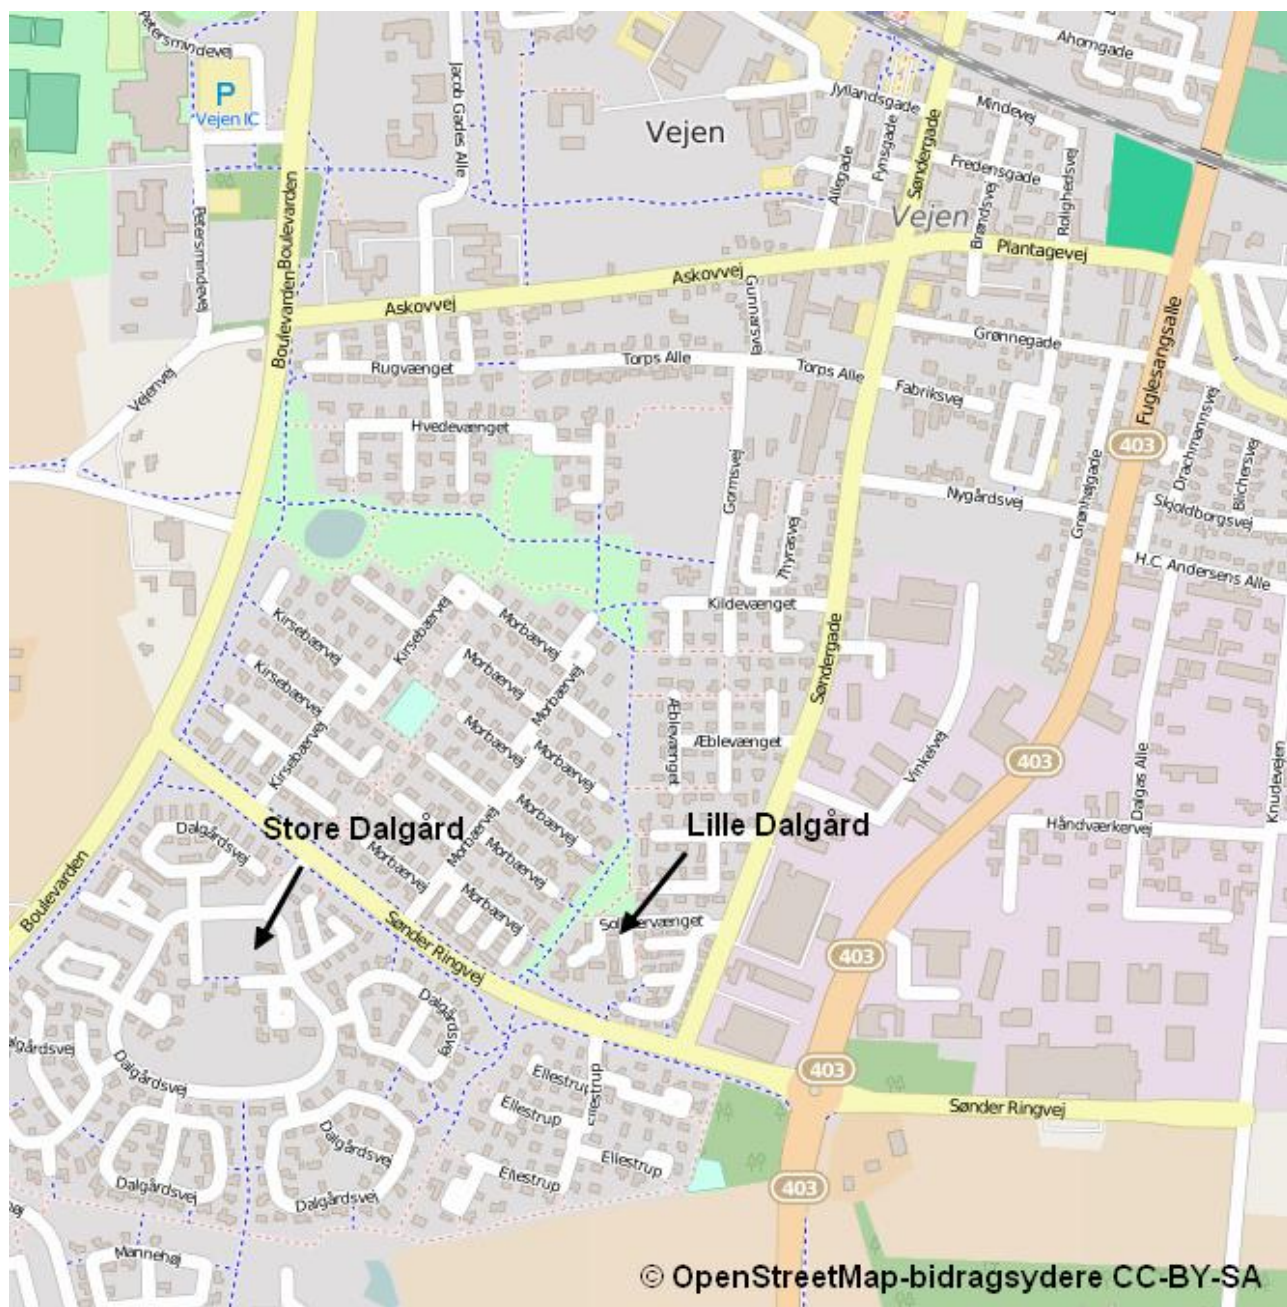 Petersmindevej
P
Vejen IC
Jacob Gades Alle
Ahorngade
Jyllandsgade
Mindevej
Vejen
Fynsgade
Allegade
Søndergade
Fredensgade
Rolighedsvej
Brøndsvej
Vejen
Plantagevej
Petersmindevej
Boulevarden
Boulevarden
Askovvej
Askovvej
Gunnarsvej
Grønnegade
Fuglesangsalle
Rugvænget
Torps Alle
Torps Alle
Fabriksvej
Vejenvej
Hvedevænget
403
Drachmannsvej
Blichersvej
Gormsvej
Nygårdsvej
Grønhøjgade
Skjoldborgsvej
Thyrasvej
H.C. Andersens Alle
Kildevænget
Kirsebærvej
Kirsebærvej
Morbærvej
Kirsebærvej
Morbærvej
Morbærvej
Søndergade
Æblevænget
Æblevænget
Morbærvej
Kirsebærvej
Morbærvej
Vinkelvej
403
Dalgas Alle
Knudevejen
Store Dalgård
Lille Dalgård
Dalgårdsvej
Morbærvej
Morbærvej
Håndværkervej
Morbærvej
Morbærvej
Morbærvej
Boulevarden
Sønder Ringvej
403
Dalgårdsvej
Dalgårdsvej
403
Ellestrup
Ellestrup
Ellestrup
Sønder Ringvej
Dalgårdsvej
Dalgårdsvej
Dalgårdsvej
Ellestrup
Ellestrup
403
Mannehøj
© OpenStreetMap-bidragsydere CC-BY-SA